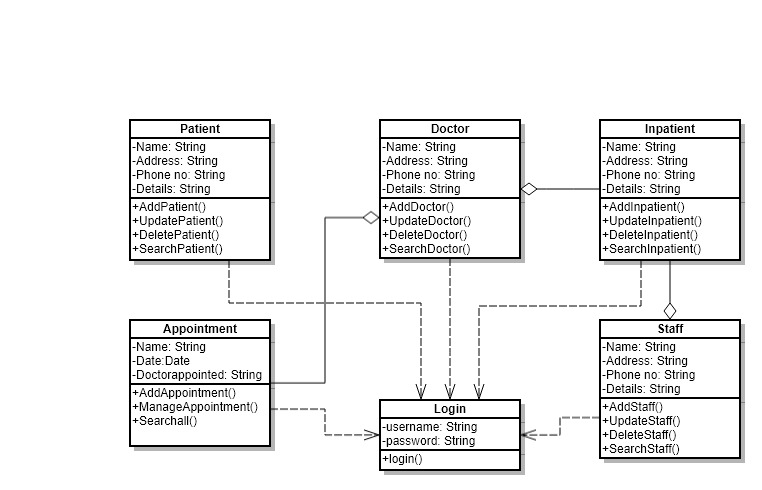 Patient
-Name: String
-Address: String
-Phone no: String
-Details: String
+AddPatient()
+UpdatePatient()
+DeletePatient()
+SearchPatient()
Doctor
-Name: String
-Address: String
-Phone no: String
-Details: String
+AddDoctor()
+UpdateDoctor()
+DeleteDoctor()
+SearchDoctor()
Inpatient
-Name: String
-Address: String
-Phone no: String
-Details: String
+AddInpatient()
+UpdateInpatient()
+DeleteInpatient()
+SearchInpatient()
Appointment
-Name: String
-Date:Date
-Doctorappointed: String
+AddAppointment()
+ManageAppointment()
+Searchall()
Login
-username: String
-password: String
+login()
Staff
-Name: String
-Address: String
-Phone no: String
-Details: String
+AddStaff()
+UpdateStaff()
+DeleteStaff()
+SearchStaff()